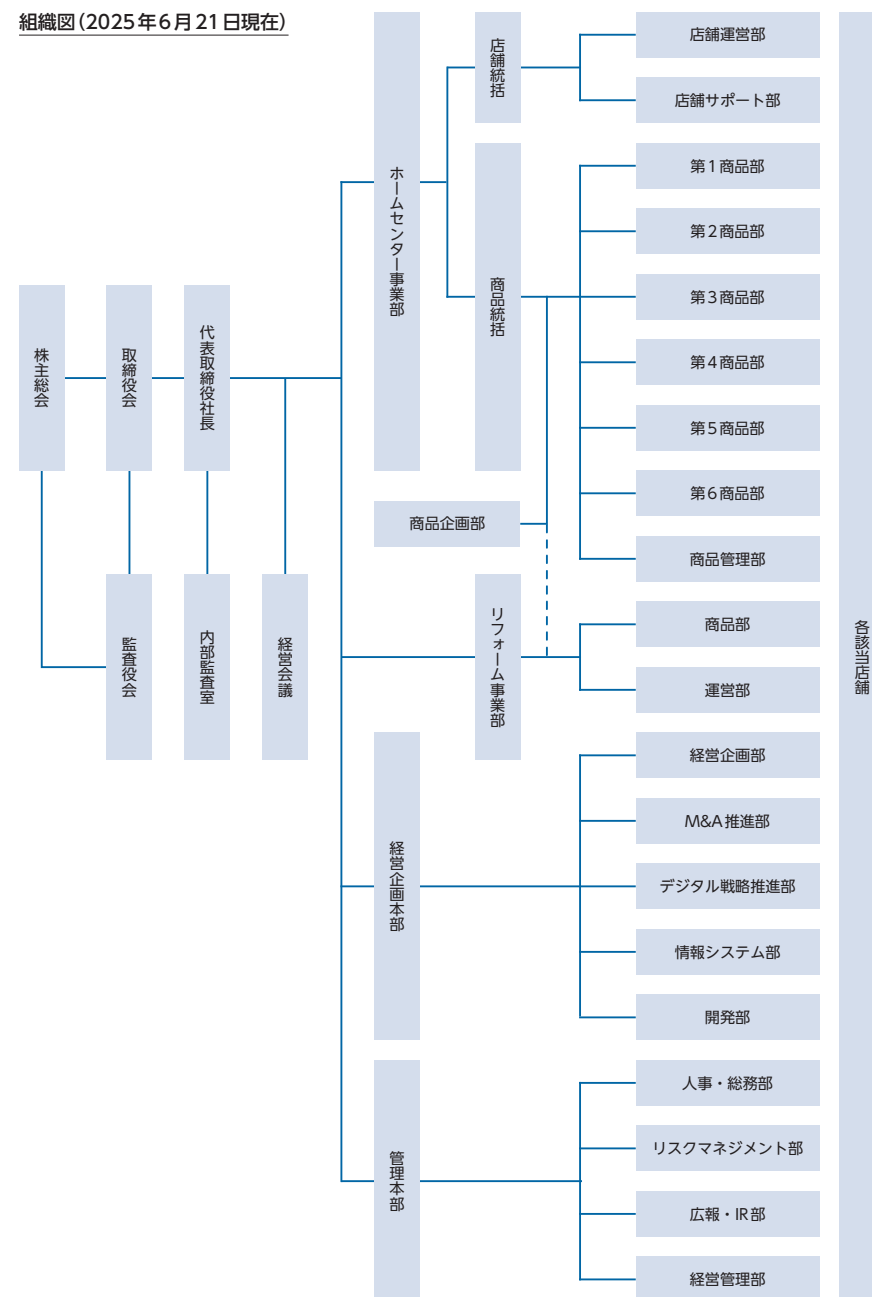 組織図(2025年6月21日現在)
株主総会
取締役会
代表取締役社長
監査役会
内部監査室
経営会議
ホームセンター事業部
店舗統括
店舗運営部
店舗サポート部
商品統括
第1商品部
第2商品部
第3商品部
第4商品部
第5商品部
第6商品部
商品管理部
商品企画部
リフォーム事業部
商品部
運営部
経営企画本部
経営企画部
M&A推進部
デジタル戦略推進部
情報システム部
開発部
管理本部
人事・総務部
リスクマネジメント部
広報・IR部
経営管理部
各該当店舗